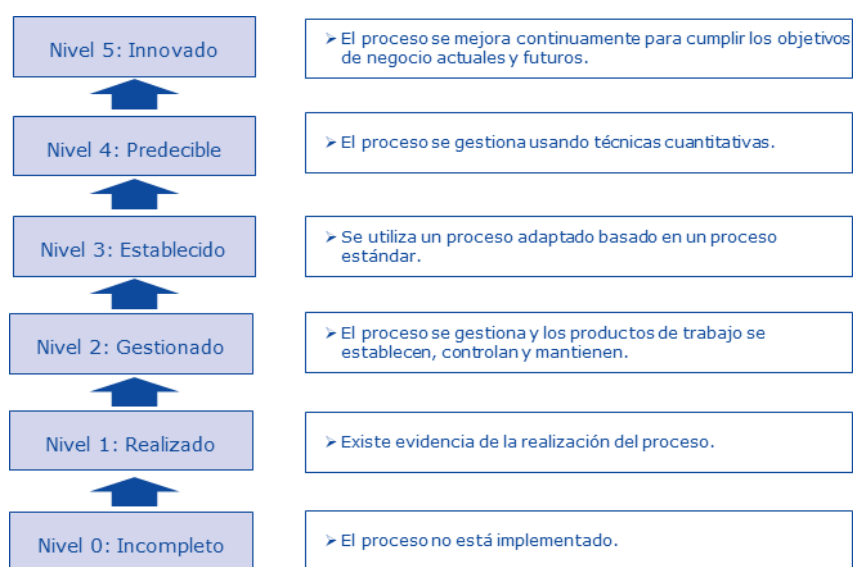 Nivel 5: Innovado
➢ El proceso se mejora continuamente para cumplir los objetivos
de negocio actuales y futuros.
Nivel 4: Predecible
➢ El proceso se gestiona usando técnicas cuantitativas.
Nivel 3: Establecido
➢ Se utiliza un proceso adaptado basado en un proceso
estándar.
Nivel 2: Gestionado
➢ El proceso se gestiona y los productos de trabajo se
establecen, controlan y mantienen.
Nivel 1: Realizado
➢ Existe evidencia de la realización del proceso.
Nivel 0: Incompleto
➢ El proceso no está implementado.